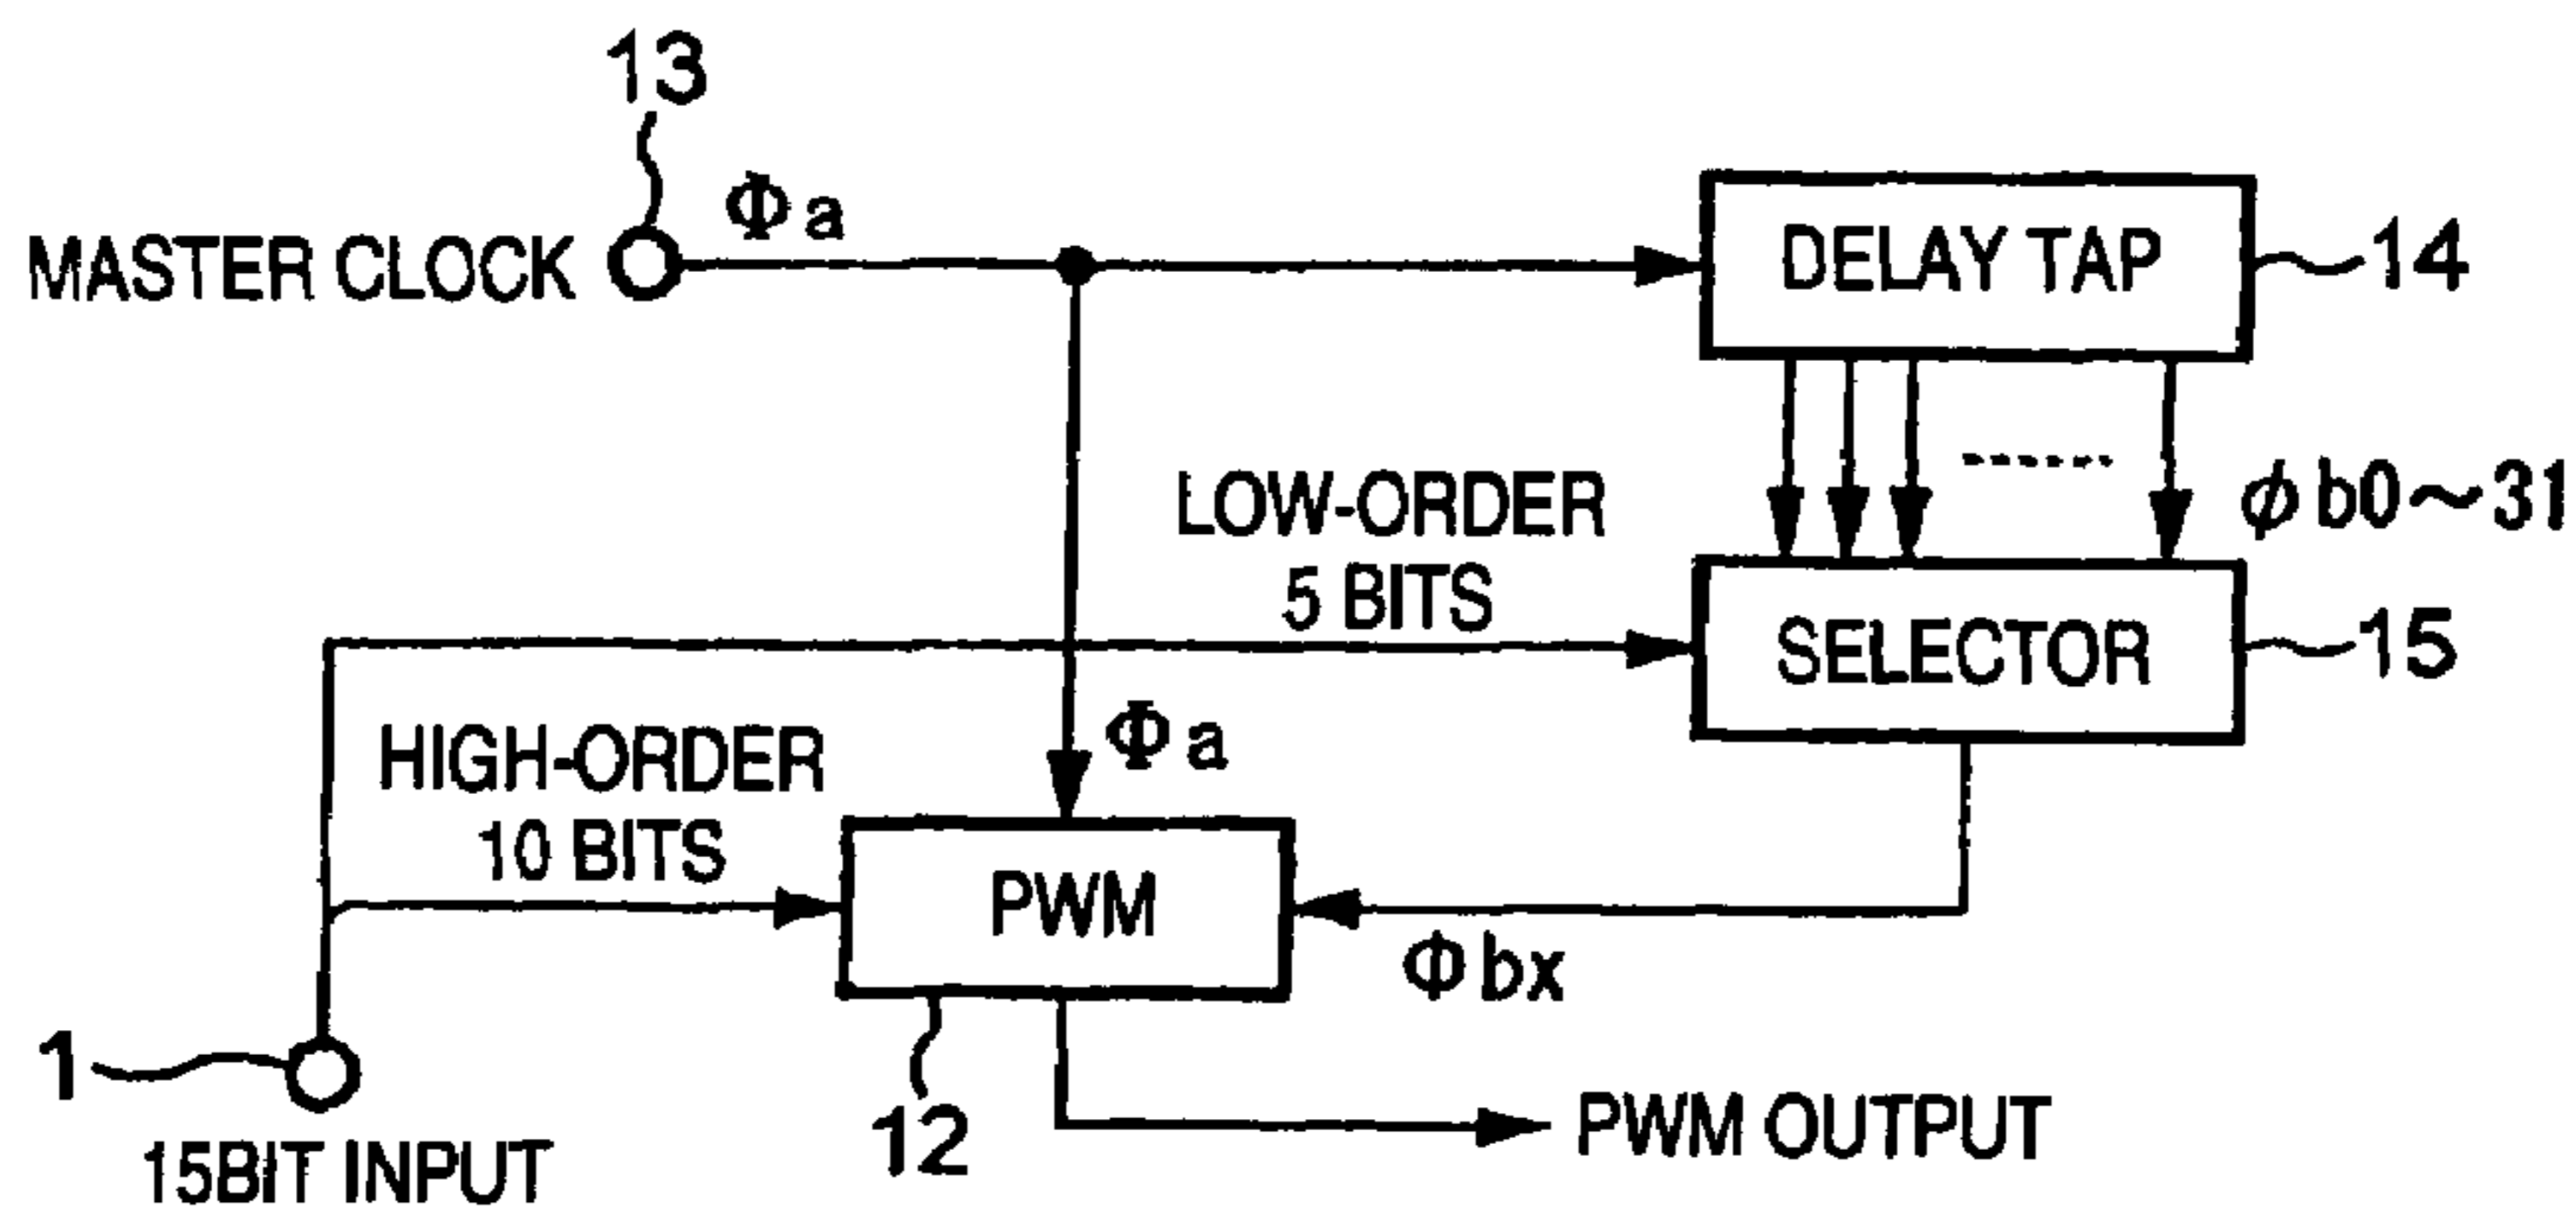 13
Φa
MASTER CLOCK
DELAY TAP
14
LOW-ORDER
5 BITS
ϕb0~31
SELECTOR
15
HIGH-ORDER
10 BITS
Φa
PWM
Φbx
1
12
15BIT INPUT
PWM OUTPUT